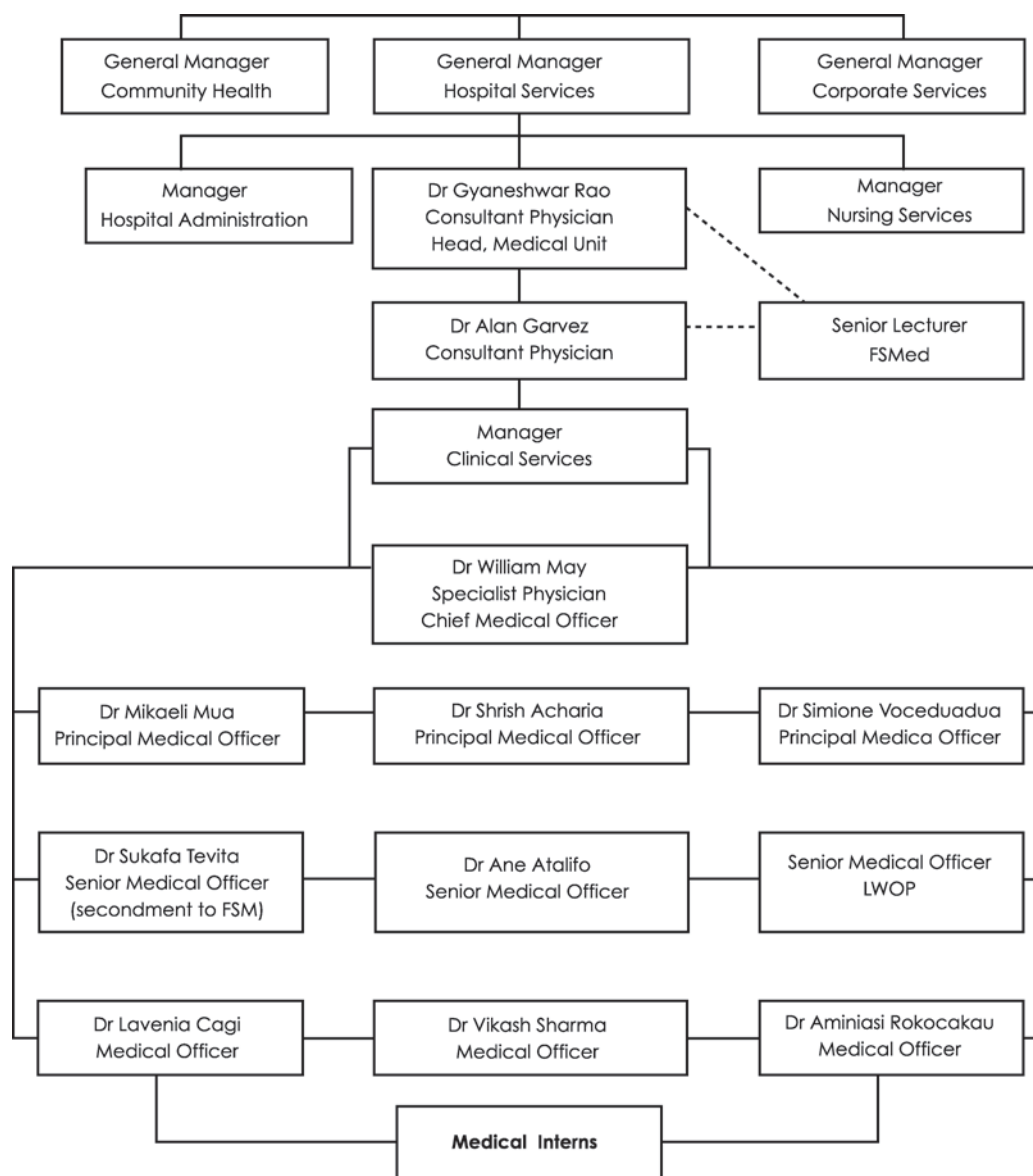 General Manager
Community Health
General Manager
Hospital Services
General Manager
Corporate Services
Manager
Hospital Administration
Dr Gyaneshwar Rao
Consultant Physician
Head, Medical Unit
Manager
Nursing Services
Dr Alan Garvez
Consultant Physician
Senior Lecturer
FSMed
Manager
Clinical Services
Dr William May
Specialist Physician
Chief Medical Officer
Dr Mikaeli Mua
Principal Medical Officer
Dr Shrish Acharia
Principal Medical Officer
Dr Simione Voceduadua
Principal Medica Officer
Dr Sukafa Tevita
Senior Medical Officer
(secondment to FSM)
Dr Ane Atalifo
Senior Medical Officer
Senior Medical Officer
LWOP
Dr Lavenia Cagi
Medical Officer
Dr Vikash Sharma
Medical Officer
Dr Aminiasi Rokocakau
Medical Officer
Medical Interns